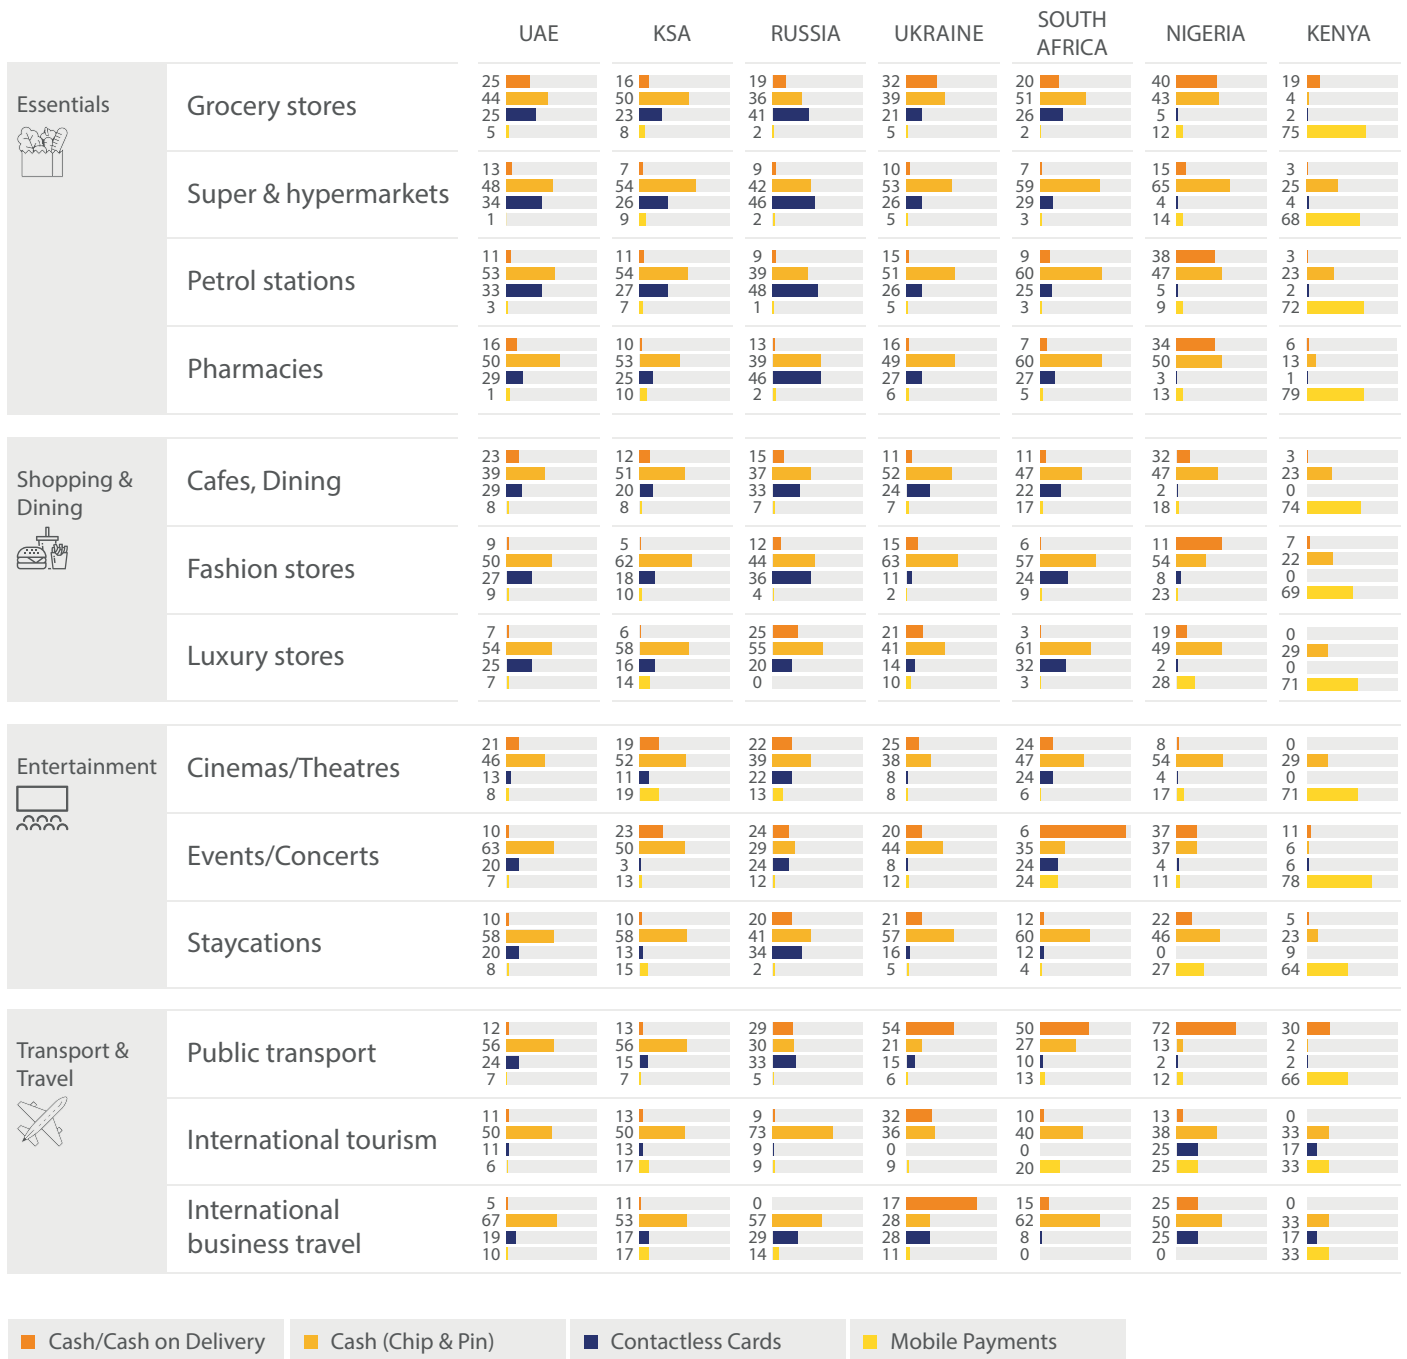 UAE KSA RUSSIA UKRAINE SOUTH AFRICA NIGERIA KENYA
Essentials
Grocery stores
25 16 19 32 20 40 19
44 50 36 39 51 43 4
25 23 41 21 26 5 2
5 8 2 5 2 12 75
Super & hypermarkets
13 7 9 10 7 15 3
48 54 42 53 59 65 25
34 26 46 26 29 4 4
1 9 2 5 3 14 68
Petrol stations
11 11 9 15 9 38 3
53 54 39 51 60 47 23
33 27 48 26 25 5 2
3 7 1 5 3 9 72
Pharmacies
16 10 13 16 7 34 6
50 53 39 49 60 50 13
29 25 46 27 27 3 1
1 10 2 6 5 13 79
Shopping &
Dining
Cafes, Dining
23 12 15 11 11 32 3
39 51 37 52 47 47 23
29 20 33 24 22 2 0
8 8 7 7 17 18 74
Fashion stores
9 5 12 15 6 11 7
50 62 44 63 57 54 22
27 18 36 11 24 8 0
9 10 4 2 9 23 69
Luxury stores
7 6 25 21 3 19 0
54 58 55 41 61 49 29
25 16 20 14 32 2 0
7 14 0 10 3 28 71
Entertainment
Cinemas/Theatres
21 19 22 25 24 8 0
46 52 39 38 47 54 29
13 11 22 8 24 4 0
8 19 13 8 6 17 71
Events/Concerts
10 23 24 20 6 37 11
63 50 29 44 35 37 6
20 3 24 8 24 4 6
7 13 12 12 24 11 78
Staycations
10 10 20 21 12 22 5
58 58 41 57 60 46 23
20 13 34 16 12 0 9
8 15 2 5 4 27 64
Transport &
Travel
Public transport
12 13 29 54 50 72 30
56 56 30 21 27 13 2
24 15 33 15 10 2 2
7 7 5 6 13 12 66
International tourism
11 13 9 32 10 13 0
50 50 73 36 40 38 33
11 13 9 0 0 25 17
6 17 9 9 20 25 33
International
business travel
5 11 0 17 15 25 0
67 53 57 28 62 50 33
19 17 29 28 8 25 17
10 17 14 11 0 0 33
Cash/Cash on Delivery Cash (Chip & Pin) Contactless Cards Mobile Payments